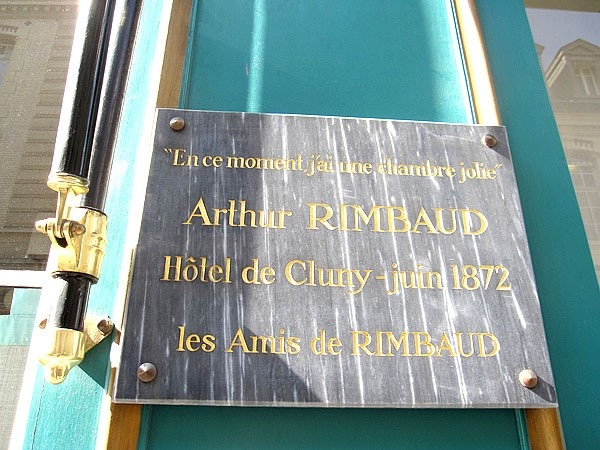 "En ce moment j'ai une chambre jolie"
Arthur RIMBAUD
Hôtel de Cluny - juin 1872
les Amis de RIMBAUD